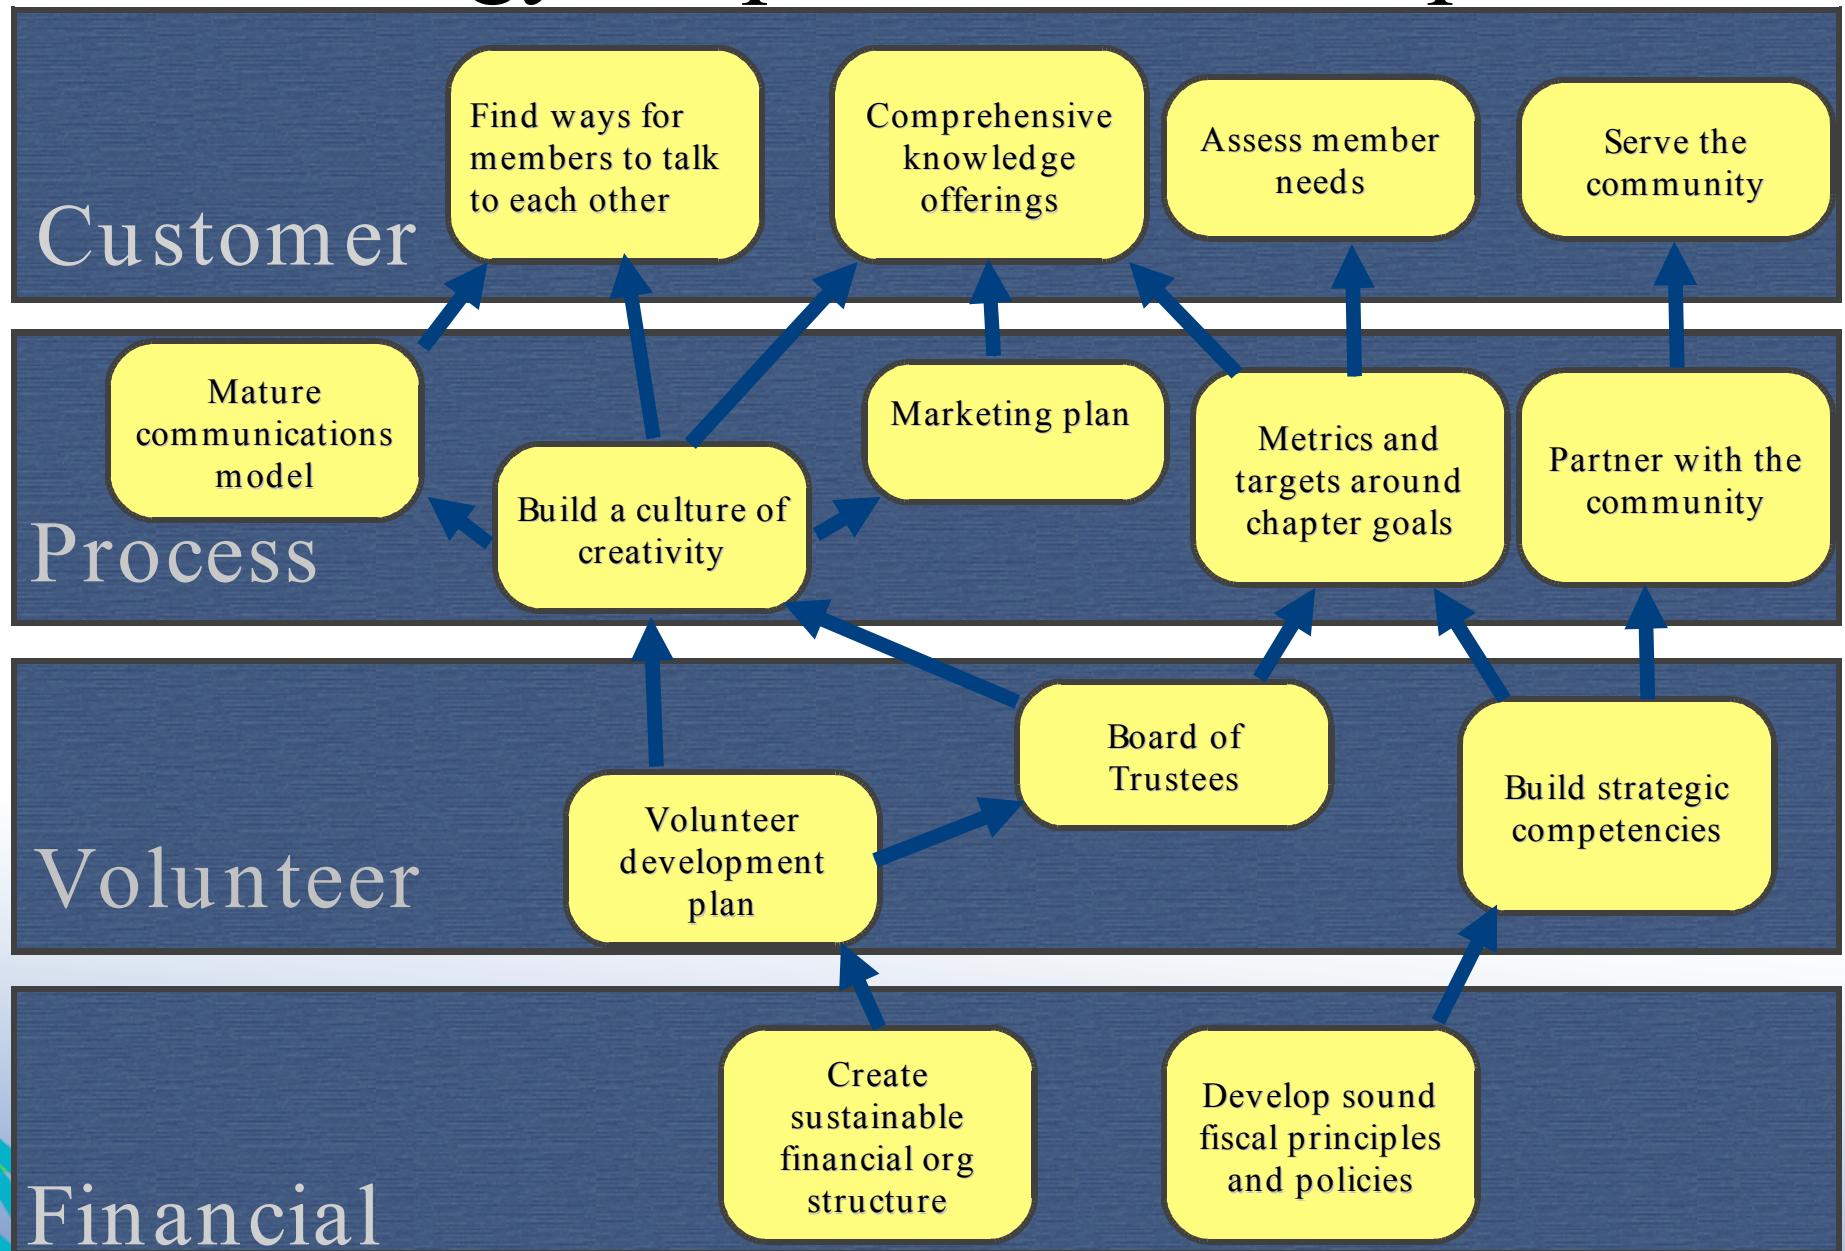 Find ways for
members to talk
to each other
Comprehensive
knowledge
offerings
Assess member
needs
Serve the
community
Customer
Mature
communications
model
Build a culture of
creativity
Marketing plan
Metrics and
targets around
chapter goals
Partner with the
community
Process
Volunteer
development
plan
Board of
Trustees
Build strategic
competencies
Volunteer
Create
sustainable
financial org
structure
Develop sound
fiscal principles
and policies
Financial